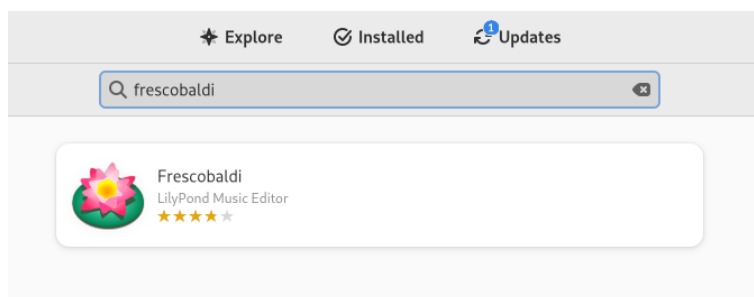 Explore Installed 1 Updates
frescobaldi
Frescobaldi
LilyPond Music Editor